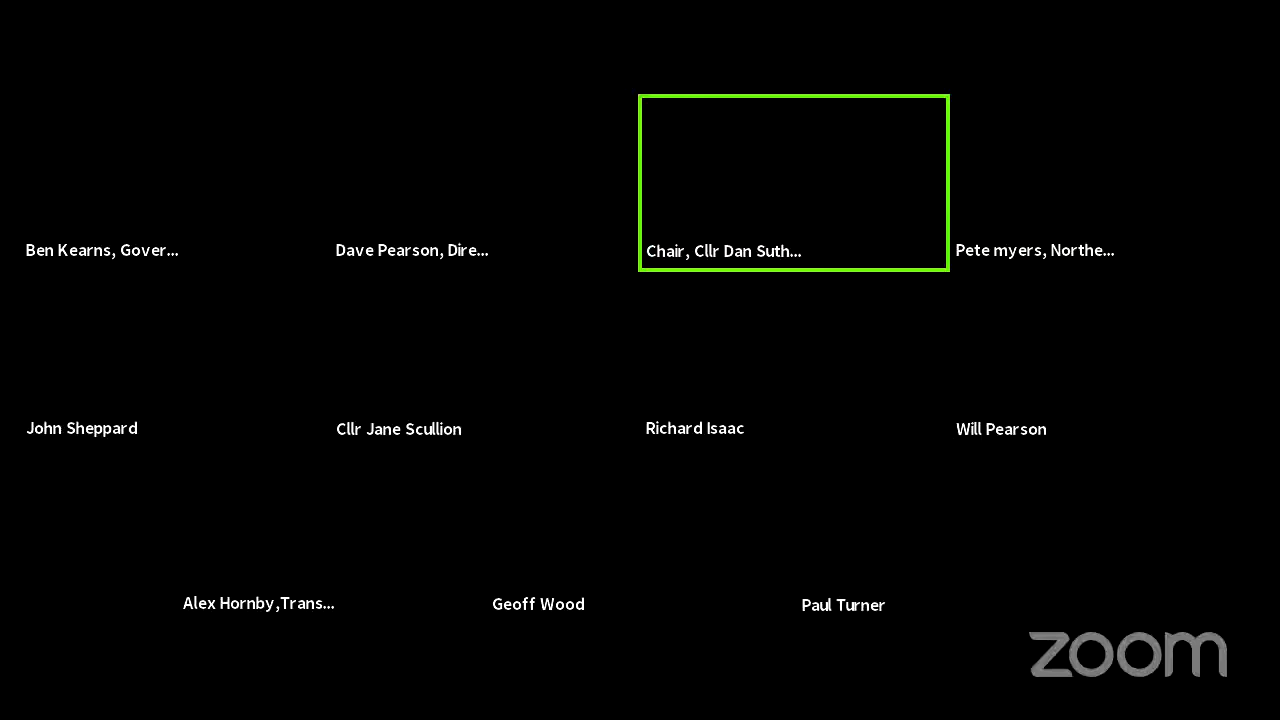 Ben Kearns, Gover...
Dave Pearson, Dire...
Chair, Cllr Dan Suth...
Pete myers, Northe...
John Sheppard
Cllr Jane Scullion
Richard Isaac
Will Pearson
Alex Hornby,Trans...
Geoff Wood
Paul Turner
zoom